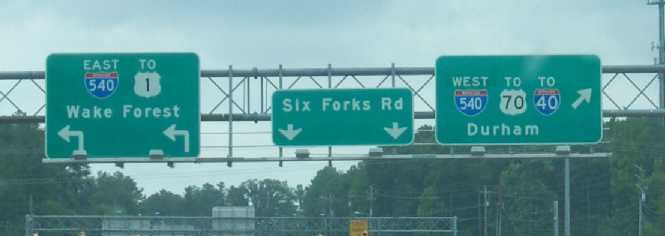 EAST TO
540 1
Wake Forest
Six Forks Rd
WEST TO TO
540 70 40
Durham